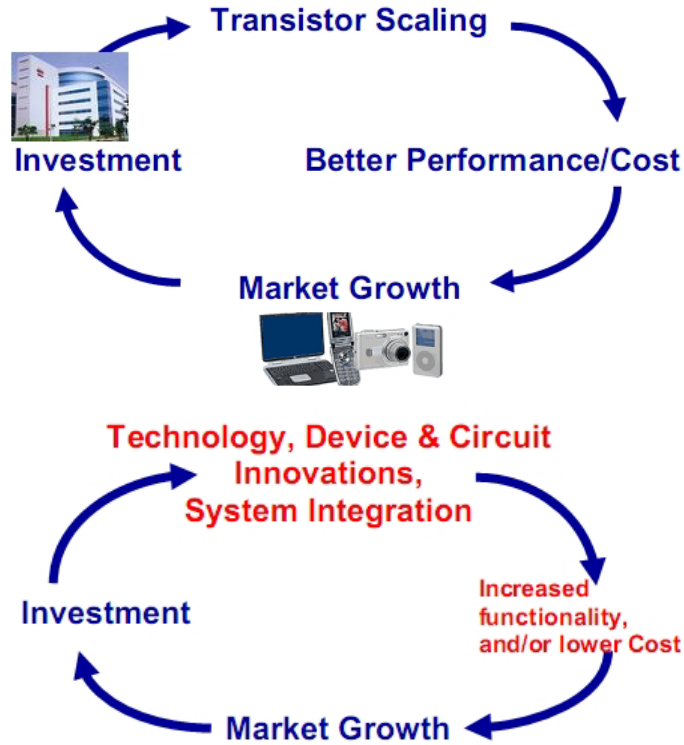 Transistor Scaling
Investment
Better Performance/Cost
Market Growth
Technology, Device & Circuit
Innovations,
System Integration
Increased
functionality,
and/or lower Cost
Investment
Market Growth